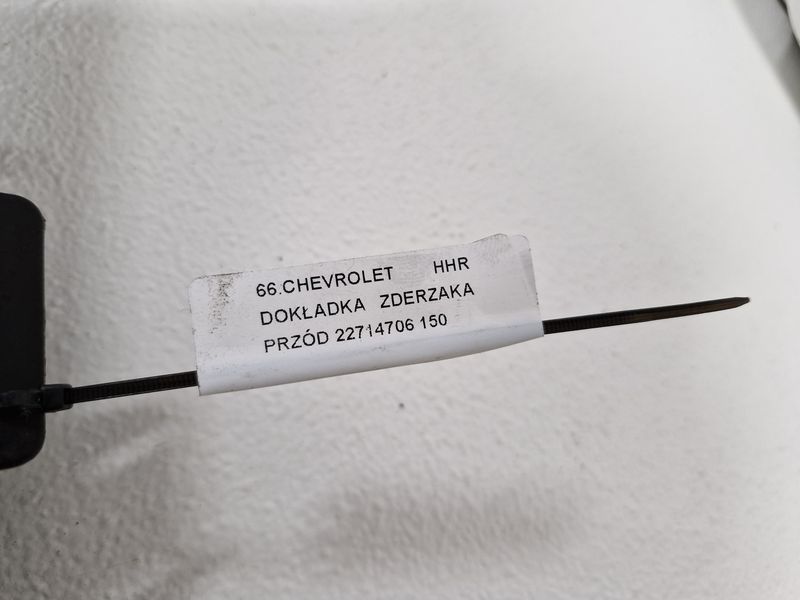 66.CHEVROLET HHR
DOKŁADKA ZDERZAKA
PRZÓD 22714706 150